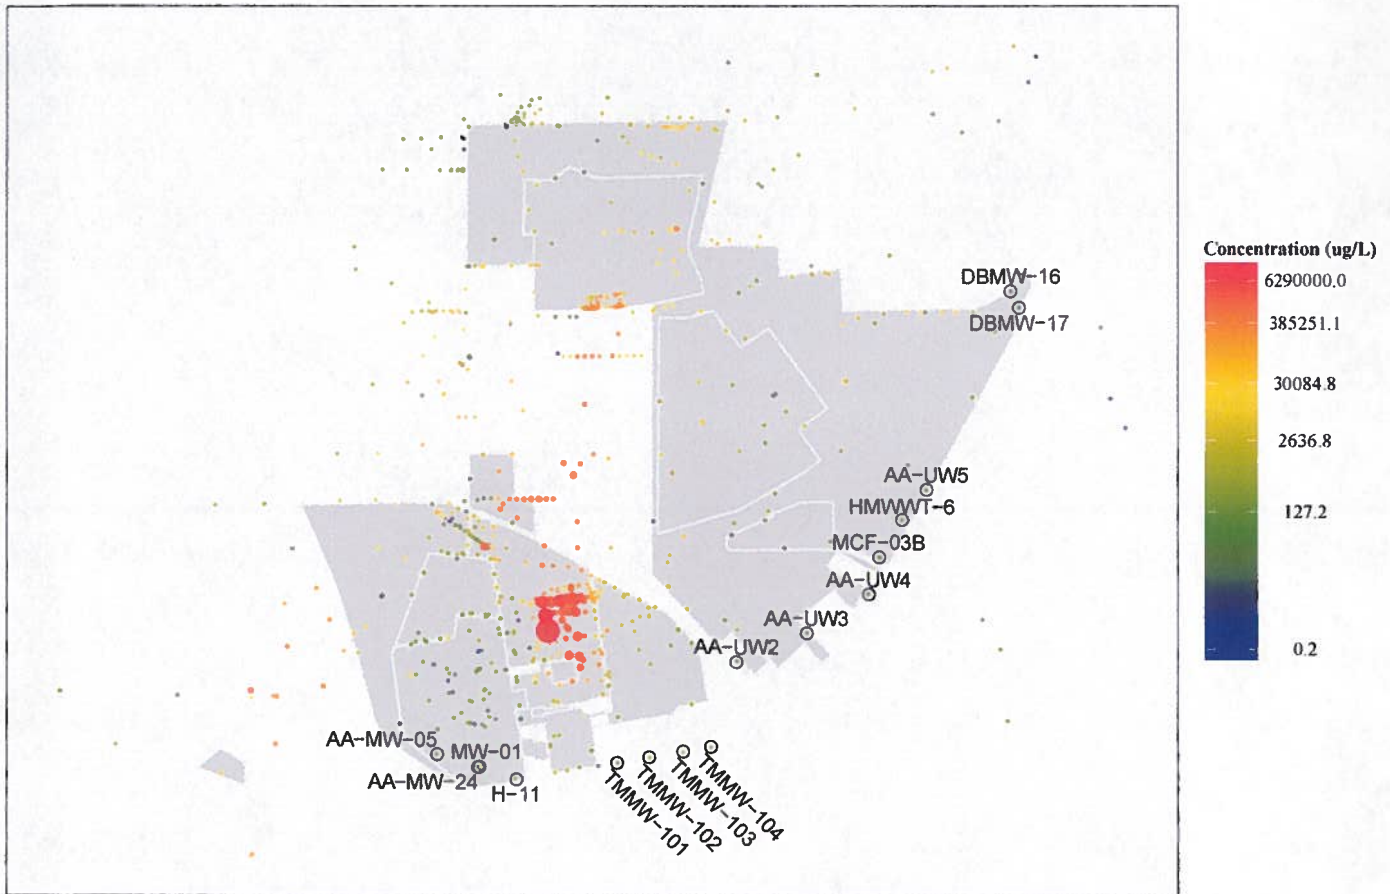 Concentration (ug/L)
6290000.0
385251.1
30084.8
2636.8
127.2
0.2
DBMW-16
DBMW-17
AA-UW5
HMWWT-6
MCF-03B
AA-UW4
AA-UW3
AA-UW2
AA-MW-05
MW-01
AA-MW-24
H-11
TMMW-101
TMMW-102
TMMW-103
TMMW-104